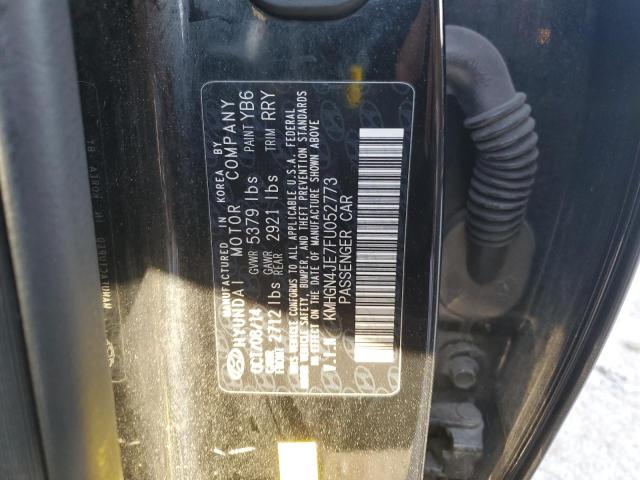 MANUFACTURED IN KOREA BY
HYUNDAI MOTOR COMPANY
OCT/08/14 GVWR 5379 lbs PAINT YB6
GAWR FRONT 2712 lbs GAWR REAR 2921 lbs TRIM RRY
THIS VEHICLE CONFORMS TO ALL APPLICABLE U.S.A. FEDERAL
MOTOR VEHICLE SAFETY, BUMPER, AND THEFT PREVENTION STANDARDS
IN EFFECT ON THE DATE OF MANUFACTURE SHOWN ABOVE
V.I.N KMHGN4JE7FU052773
PASSENGER CAR